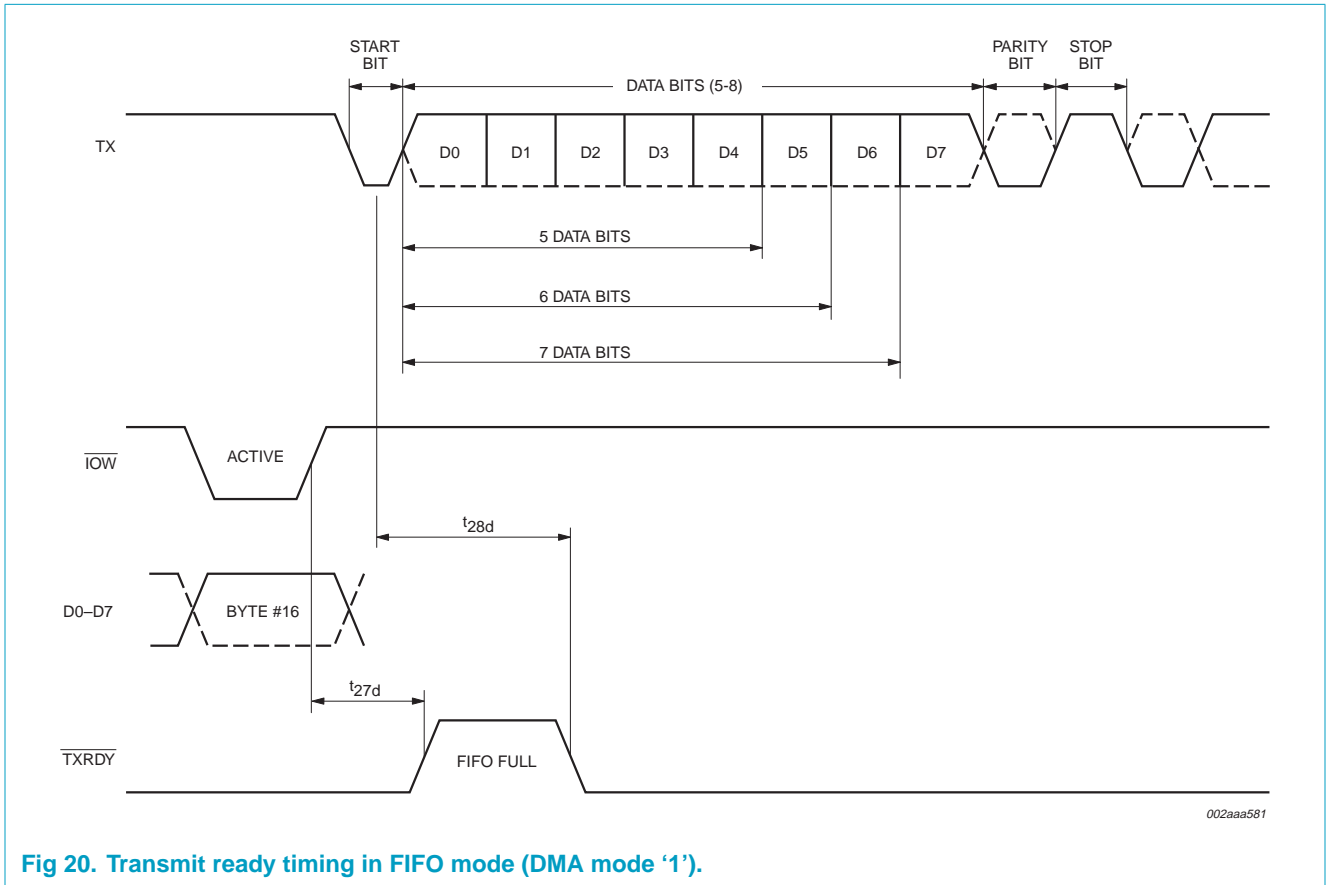 START
BIT
PARITY
BIT
STOP
BIT
DATA BITS (5-8)
TX
D0
D1
D2
D3
D4
D5
D6
D7
5 DATA BITS
6 DATA BITS
7 DATA BITS
IOW
ACTIVE
t28d
D0–D7
BYTE #16
t27d
TXRDY
FIFO FULL
002aaa581
Fig 20. Transmit ready timing in FIFO mode (DMA mode ‘1’).